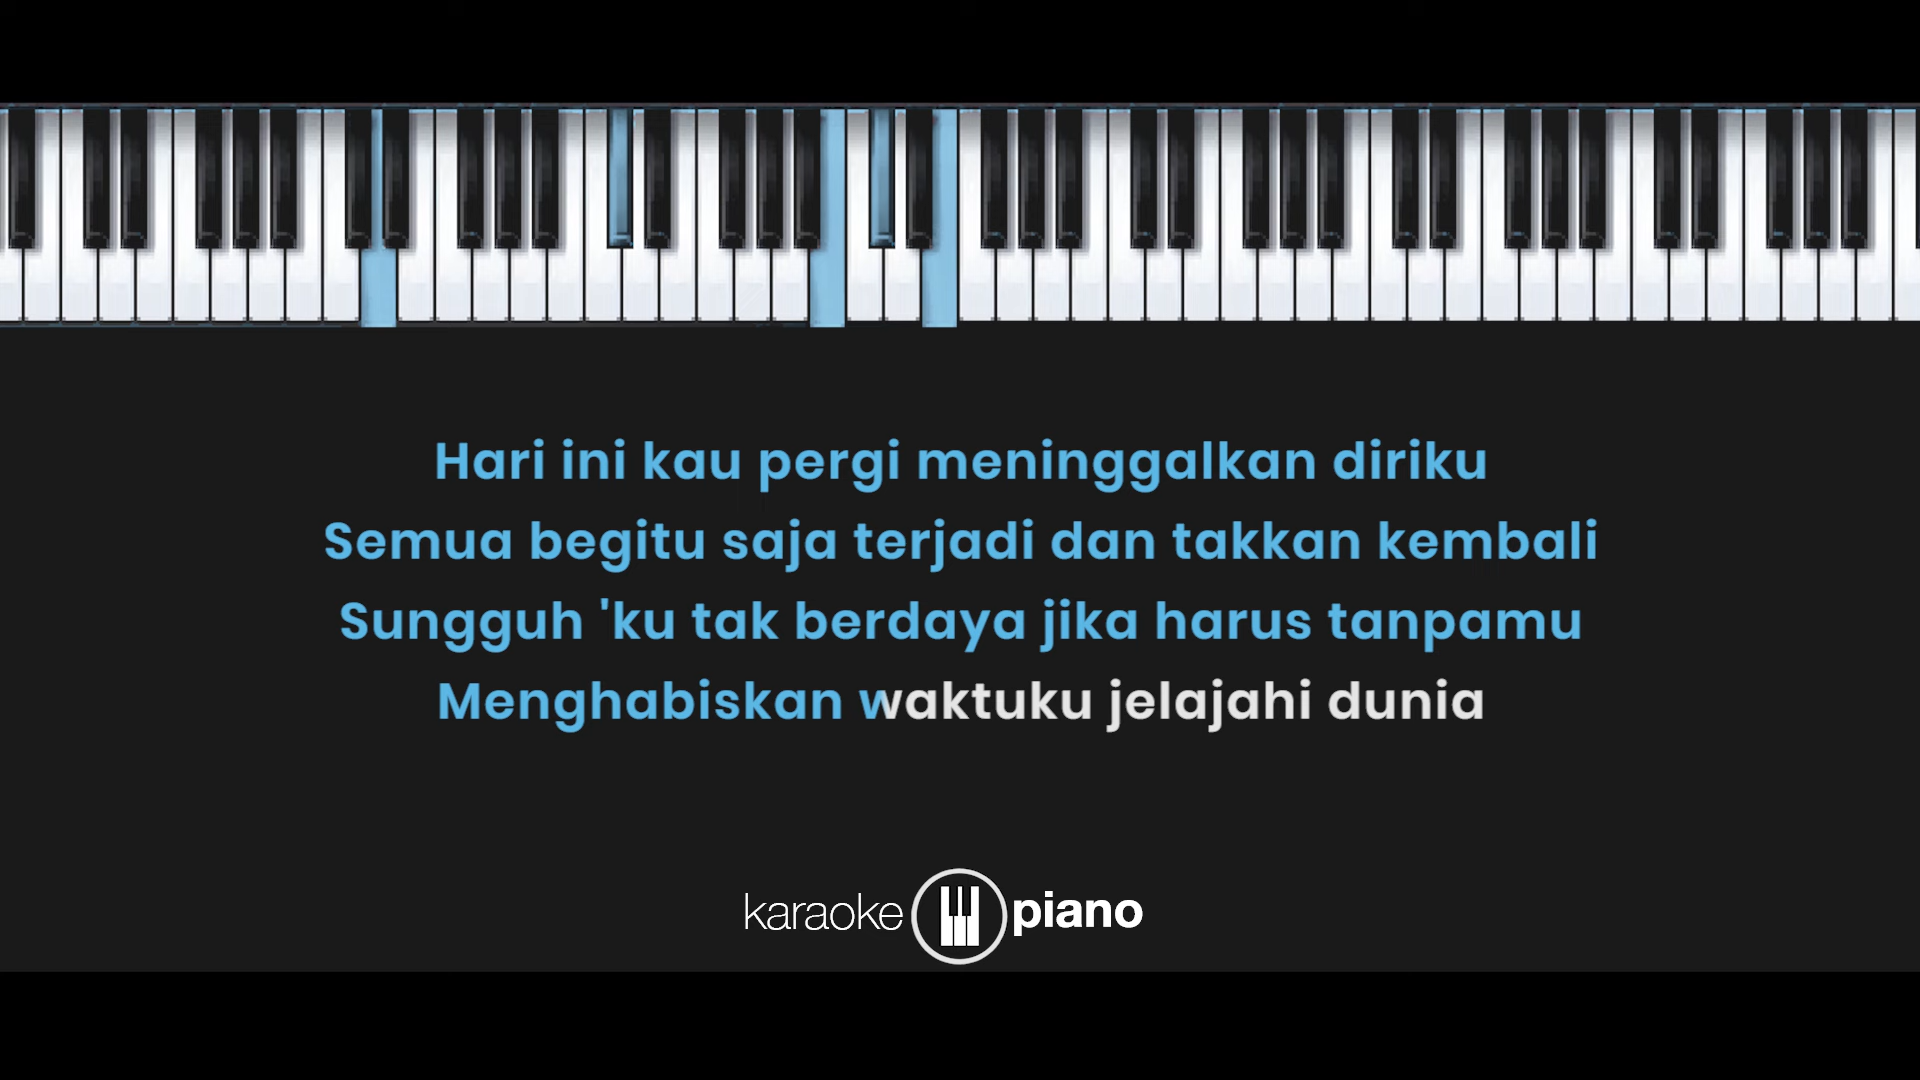 Hari ini kau pergi meninggalkan diriku
Semua begitu saja terjadi dan takkan kembali
Sungguh 'ku tak berdaya jika harus tanpamu
Menghabiskan waktuku jelajahi dunia
karaoke piano